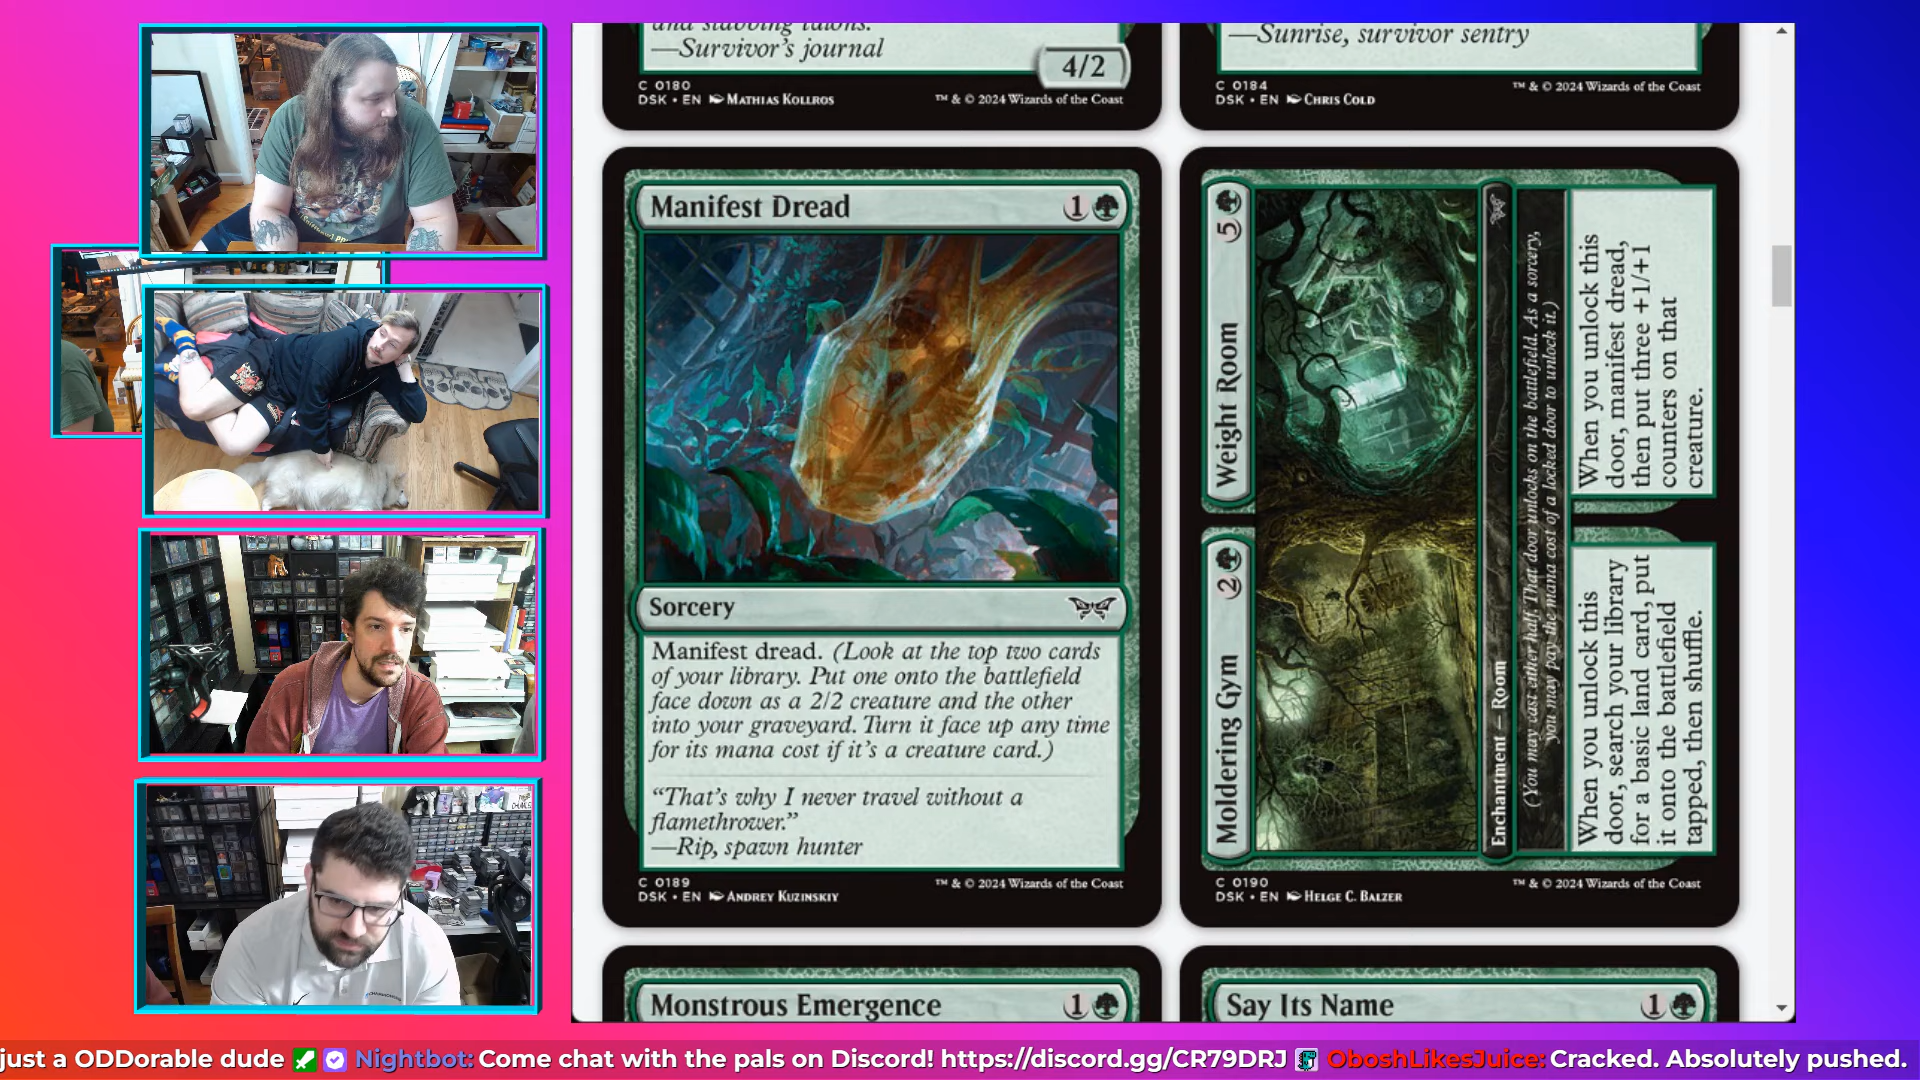 and stabbing talons.
—Survivor's journal
4/2
C 0180
DSK • EN MATHIAS KOLLROS
™ & © 2024 Wizards of the Coast
—Sunrise, survivor sentry
C 0184
DSK • EN CHRIS COLD
™ & © 2024 Wizards of the Coast
Manifest Dread
1
Sorcery
Manifest dread. (Look at the top two cards
of your library. Put one onto the battlefield
face down as a 2/2 creature and the other
into your graveyard. Turn it face up any time
for its mana cost if it's a creature card.)
“That's why I never travel without a
flamethrower.”
—Rip, spawn hunter
C 0189
DSK • EN ANDREY KUZINSKIY
™ & © 2024 Wizards of the Coast
Moldering Gym 2
Weight Room 5
Enchantment — Room
(You may cast either half. That door unlocks on the battlefield. As a sorcery,
you may pay the mana cost of a locked door to unlock it.)
When you unlock this
door, search your library
for a basic land card, put
it onto the battlefield
tapped, then shuffle.
When you unlock this
door, manifest dread,
then put three +1/+1
counters on that
creature.
C 0190
DSK • EN HELGE C. BALZER
™ & © 2024 Wizards of the Coast
Monstrous Emergence
1
Say Its Name
1
just a ODDorable dude Nightbot: Come chat with the pals on Discord! https://discord.gg/CR79DRJ OboshLikesJuice: Cracked. Absolutely pushed.